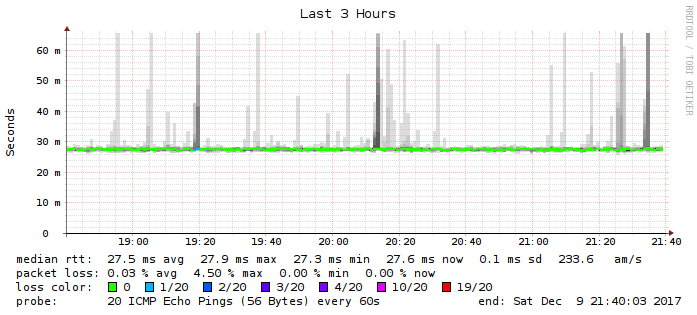 Last 3 Hours
RRDTOOL / TOBI OETIKER
Seconds
60 m
50 m
40 m
30 m
20 m
10 m
0
19:00 19:20 19:40 20:00 20:20 20:40 21:00 21:20 21:40
median rtt: 27.5 ms avg 27.9 ms max 27.3 ms min 27.6 ms now 0.1 ms sd 233.6 am/s
packet loss: 0.03 % avg 4.50 % max 0.00 % min 0.00 % now
loss color: 0 1/20 2/20 3/20 4/20 10/20 19/20
probe: 20 ICMP Echo Pings (56 Bytes) every 60s end: Sat Dec 9 21:40:03 2017